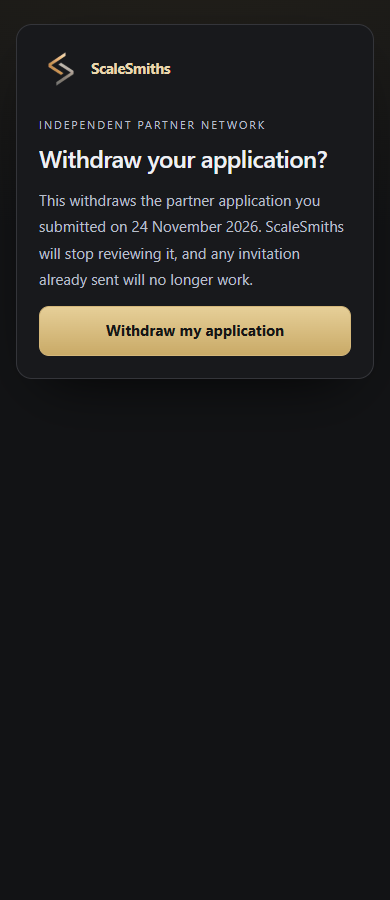 ScaleSmiths
INDEPENDENT PARTNER NETWORK
Withdraw your application?
This withdraws the partner application you
submitted on 24 November 2026. ScaleSmiths
will stop reviewing it, and any invitation
already sent will no longer work.
Withdraw my application